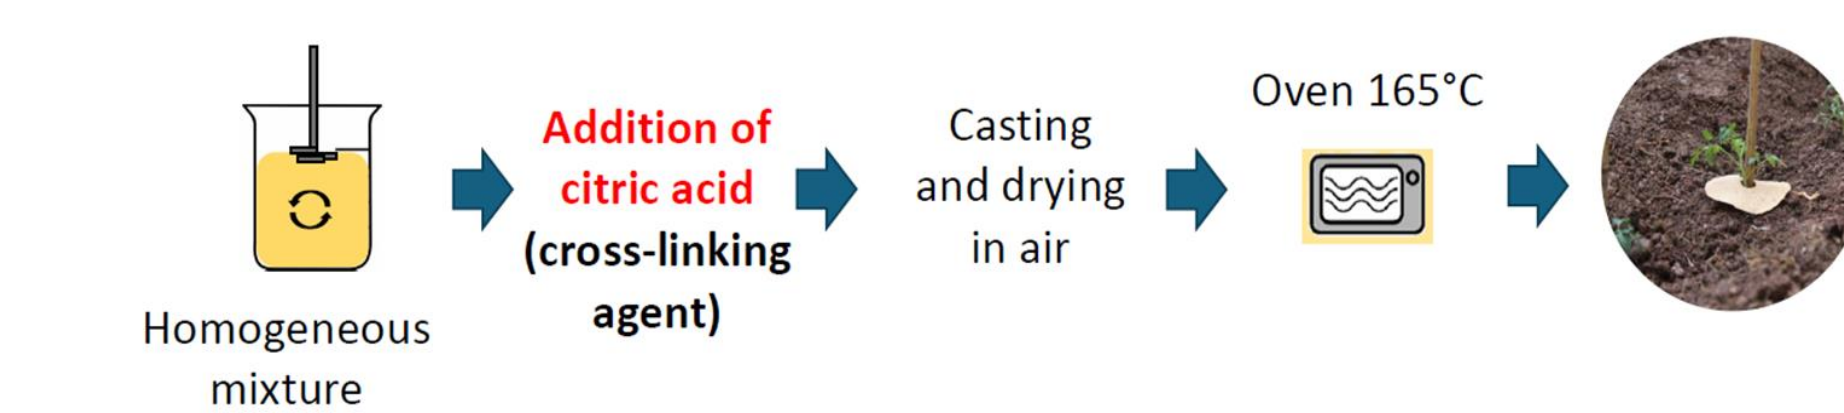 Homogeneous
mixture
Addition of
citric acid
(cross-linking
agent)
Casting
and drying
in air
Oven 165°C